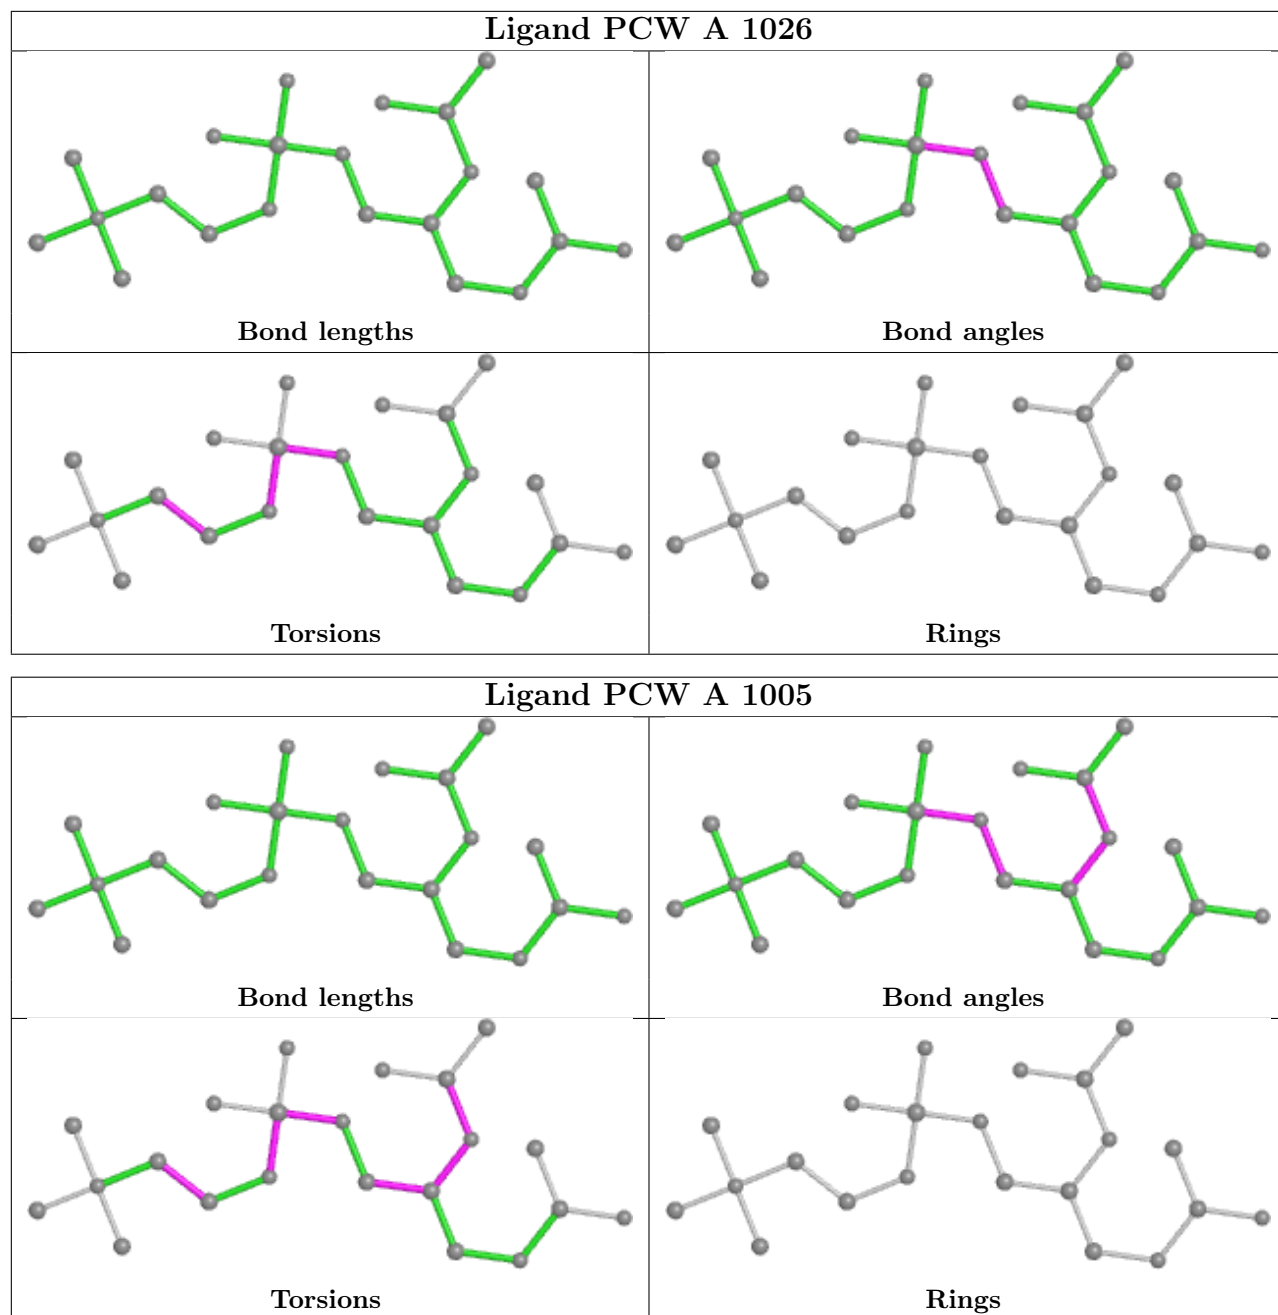 Ligand PCW A 1026
Bond lengths
Bond angles
Torsions
Rings
Ligand PCW A 1005
Bond lengths
Bond angles
Torsions
Rings